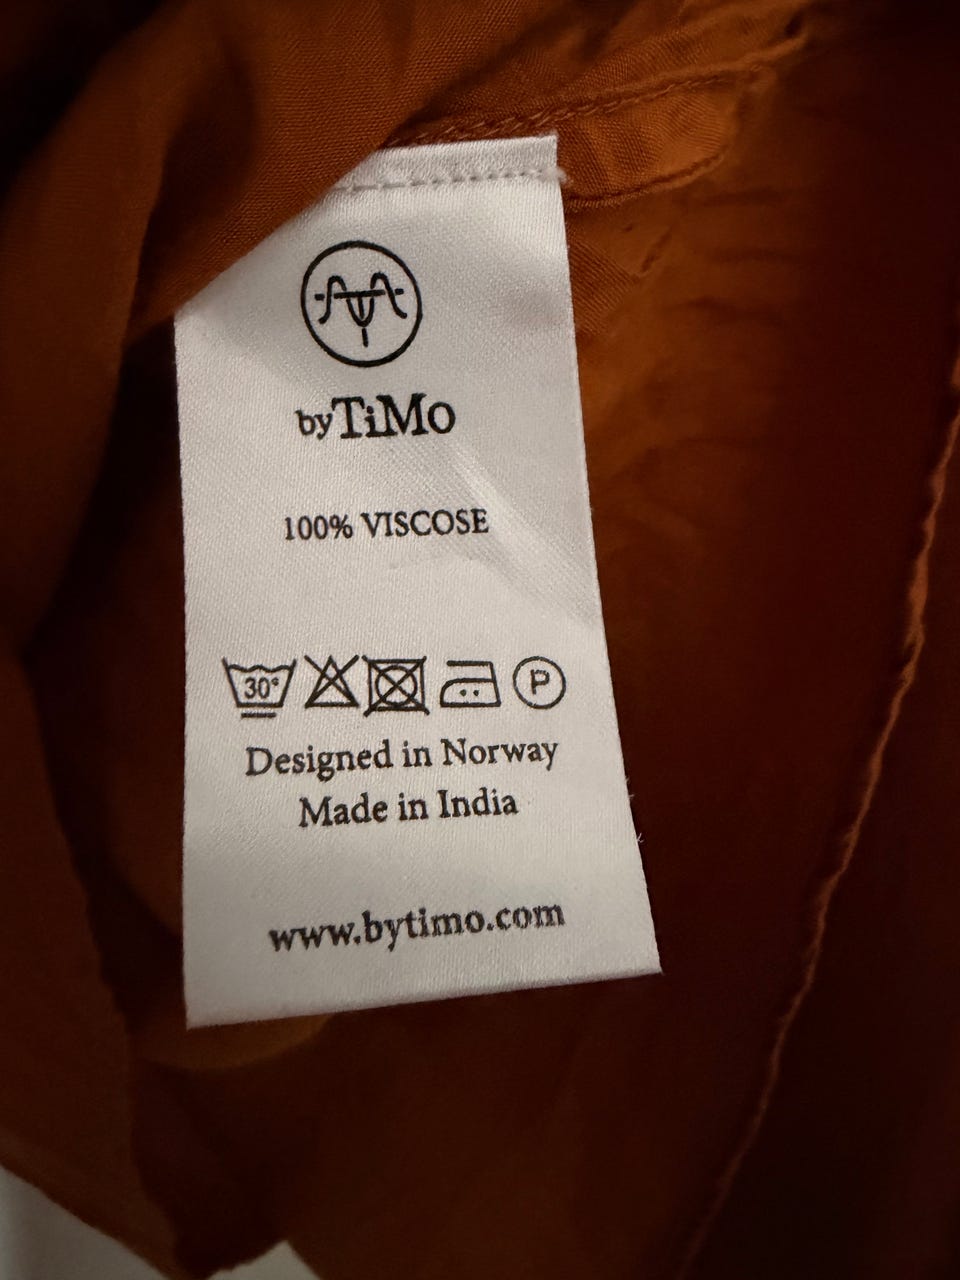 byTiMo
100% VISCOSE
30°
P
Designed in Norway
Made in India
www.bytimo.com